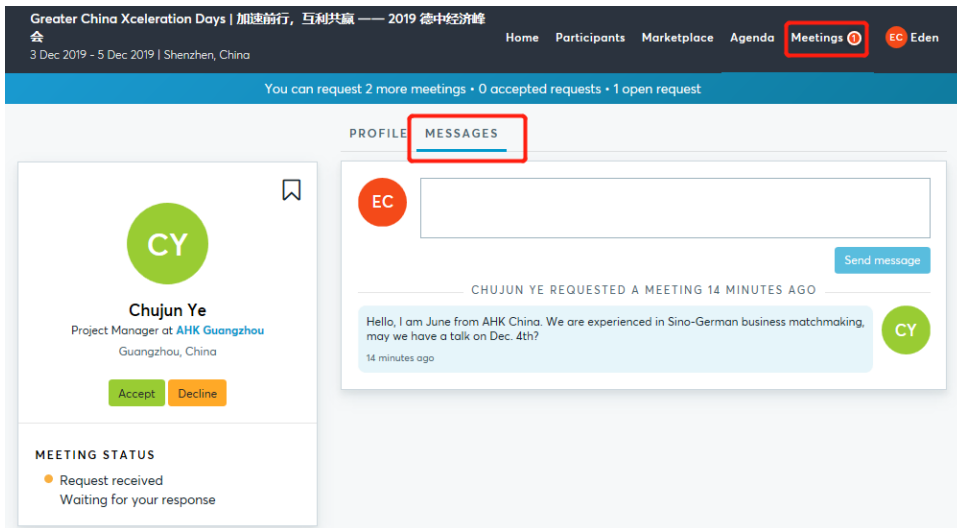 Greater China Xceleration Days | 加速前行，互利共赢 —— 2019 德中经济峰
会
3 Dec 2019 - 5 Dec 2019 | Shenzhen, China
Home Participants Marketplace Agenda Meetings 1 EC Eden
You can request 2 more meetings • 0 accepted requests • 1 open request
PROFILE MESSAGES
EC
Send message
CHUJUN YE REQUESTED A MEETING 14 MINUTES AGO
Hello, I am June from AHK China. We are experienced in Sino-German business matchmaking,
may we have a talk on Dec. 4th?
14 minutes ago
CY
CY
Chujun Ye
Project Manager at AHK Guangzhou
Guangzhou, China
Accept Decline
MEETING STATUS
Request received
Waiting for your response